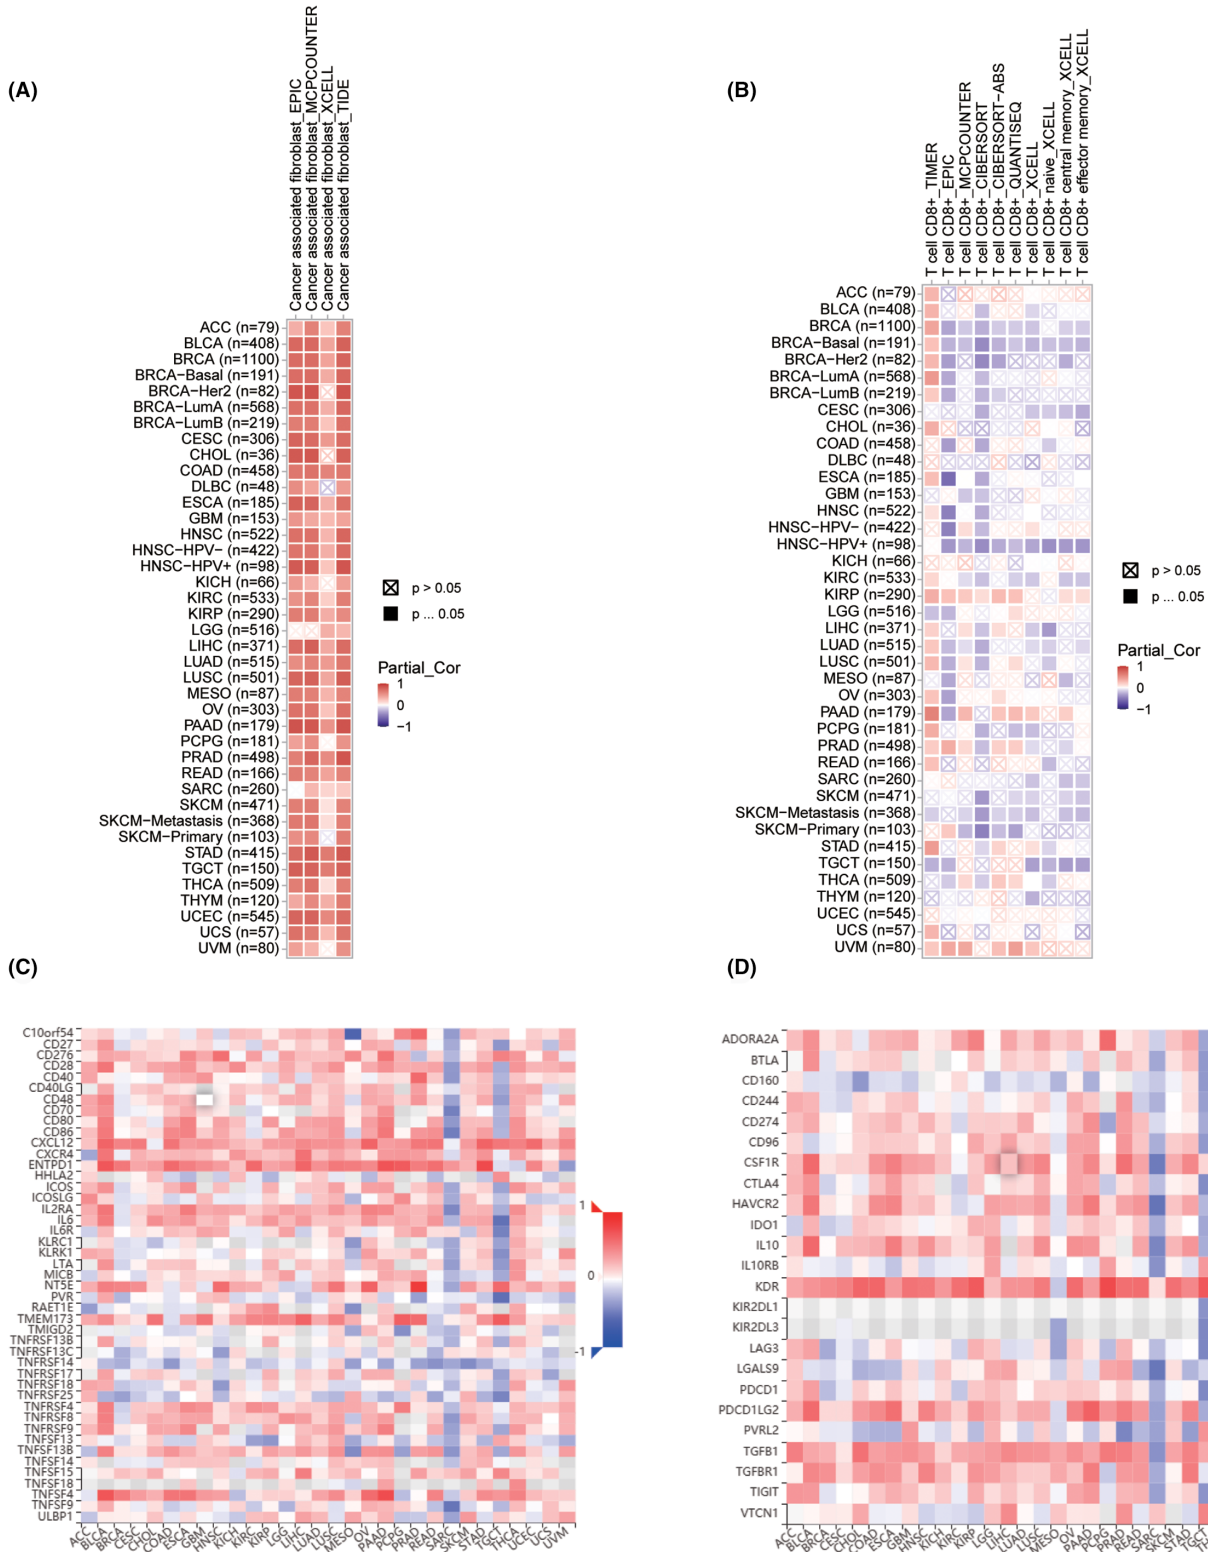 (A)
Cancer associated fibroblast_EPIC
Cancer associated fibroblast_MCPCOUNTER
Cancer associated fibroblast_XCELL
Cancer associated fibroblast_TIDE
ACC (n=79)
BLCA (n=408)
BRCA (n=1100)
BRCA−Basal (n=191)
BRCA−Her2 (n=82)
BRCA−LumA (n=568)
BRCA−LumB (n=219)
CESC (n=306)
CHOL (n=36)
COAD (n=458)
DLBC (n=48)
ESCA (n=185)
GBM (n=153)
HNSC (n=522)
HNSC−HPV− (n=422)
HNSC−HPV+ (n=98)
KICH (n=66)
KIRC (n=533)
KIRP (n=290)
LGG (n=516)
LIHC (n=371)
LUAD (n=515)
LUSC (n=501)
MESO (n=87)
OV (n=303)
PAAD (n=179)
PCPG (n=181)
PRAD (n=498)
READ (n=166)
SARC (n=260)
SKCM (n=471)
SKCM−Metastasis (n=368)
SKCM−Primary (n=103)
STAD (n=415)
TGCT (n=150)
THCA (n=509)
THYM (n=120)
UCEC (n=545)
UCS (n=57)
UVM (n=80)
p > 0.05
p ... 0.05
Partial_Cor
1
0
−1
(B)
T cell CD8+_TIMER
T cell CD8+_EPIC
T cell CD8+_MCPCOUNTER
T cell CD8+_CIBERSORT
T cell CD8+_CIBERSORT−ABS
T cell CD8+_QUANTISEQ
T cell CD8+_XCELL
T cell CD8+ naive_XCELL
T cell CD8+ central memory_XCELL
T cell CD8+ effector memory_XCELL
ACC (n=79)
BLCA (n=408)
BRCA (n=1100)
BRCA−Basal (n=191)
BRCA−Her2 (n=82)
BRCA−LumA (n=568)
BRCA−LumB (n=219)
CESC (n=306)
CHOL (n=36)
COAD (n=458)
DLBC (n=48)
ESCA (n=185)
GBM (n=153)
HNSC (n=522)
HNSC−HPV− (n=422)
HNSC−HPV+ (n=98)
KICH (n=66)
KIRC (n=533)
KIRP (n=290)
LGG (n=516)
LIHC (n=371)
LUAD (n=515)
LUSC (n=501)
MESO (n=87)
OV (n=303)
PAAD (n=179)
PCPG (n=181)
PRAD (n=498)
READ (n=166)
SARC (n=260)
SKCM (n=471)
SKCM−Metastasis (n=368)
SKCM−Primary (n=103)
STAD (n=415)
TGCT (n=150)
THCA (n=509)
THYM (n=120)
UCEC (n=545)
UCS (n=57)
UVM (n=80)
p > 0.05
p ... 0.05
Partial_Cor
1
0
−1
(C)
C10orf54
CD27
CD276
CD28
CD40
CD40LG
CD48
CD70
CD80
CD86
CXCL12
CXCR4
ENTPD1
HHLA2
ICOS
ICOSLG
IL2RA
IL6
IL6R
KLRC1
KLRK1
LTA
MICB
NT5E
PVR
RAET1E
TMEM173
TMIGD2
TNFRSF13B
TNFRSF13C
TNFRSF14
TNFRSF17
TNFRSF18
TNFRSF25
TNFRSF4
TNFRSF8
TNFRSF9
TNFSF13
TNFSF13B
TNFSF14
TNFSF15
TNFSF18
TNFSF4
TNFSF9
ULBP1
ACC BLCA BRCA CESC CHOL COAD ESCA GBM HNSC KICH KIRC KIRP LGG LIHC LUAD LUSC MESO OV PAAD PCPG PRAD READ SARC SKCM STAD TGCT THCA UCEC UCS UVM
1
0
-1
(D)
ADORA2A
BTLA
CD160
CD244
CD274
CD96
CSF1R
CTLA4
HAVCR2
IDO1
IL10
IL10RB
KDR
KIR2DL1
KIR2DL3
LAG3
LGALS9
PDCD1
PDCD1LG2
PVRL2
TGFB1
TGFBR1
TIGIT
VTCN1
ACC BLCA BRCA CESC CHOL COAD ESCA GBM HNSC KICH KIRC KIRP LGG LIHC LUAD LUSC MESO OV PAAD PCPG PRAD READ SARC SKCM STAD TGCT